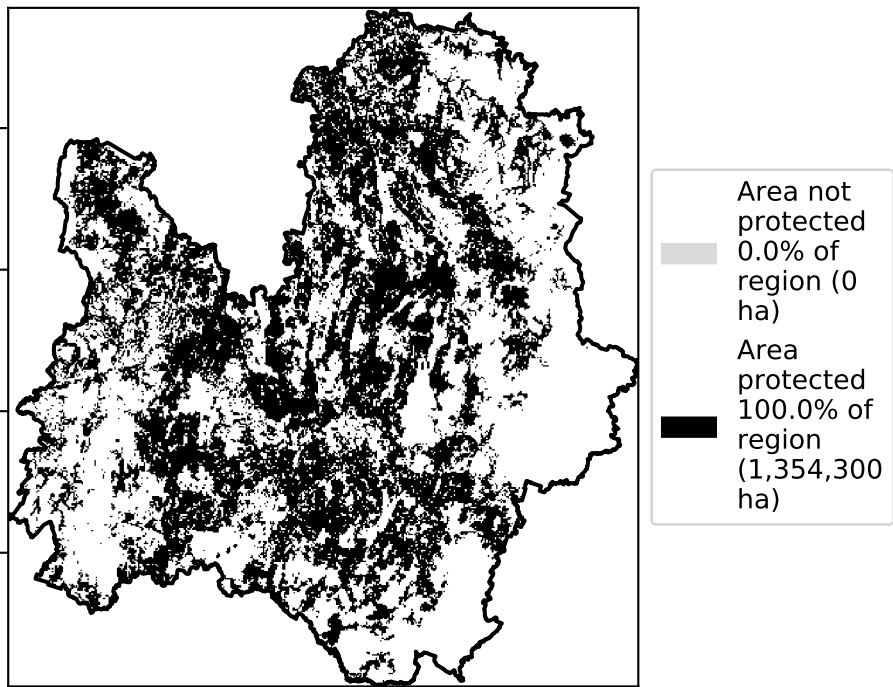 Area not
protected
0.0% of
region (0
ha)
Area
protected
100.0% of
region
(1,354,300
ha)